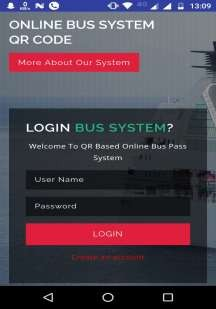 13:09
ONLINE BUS SYSTEM
QR CODE
More About Our System
LOGIN BUS SYSTEM?
Welcome To QR Based Online Bus Pass
System
User Name
Password
LOGIN
Create an account